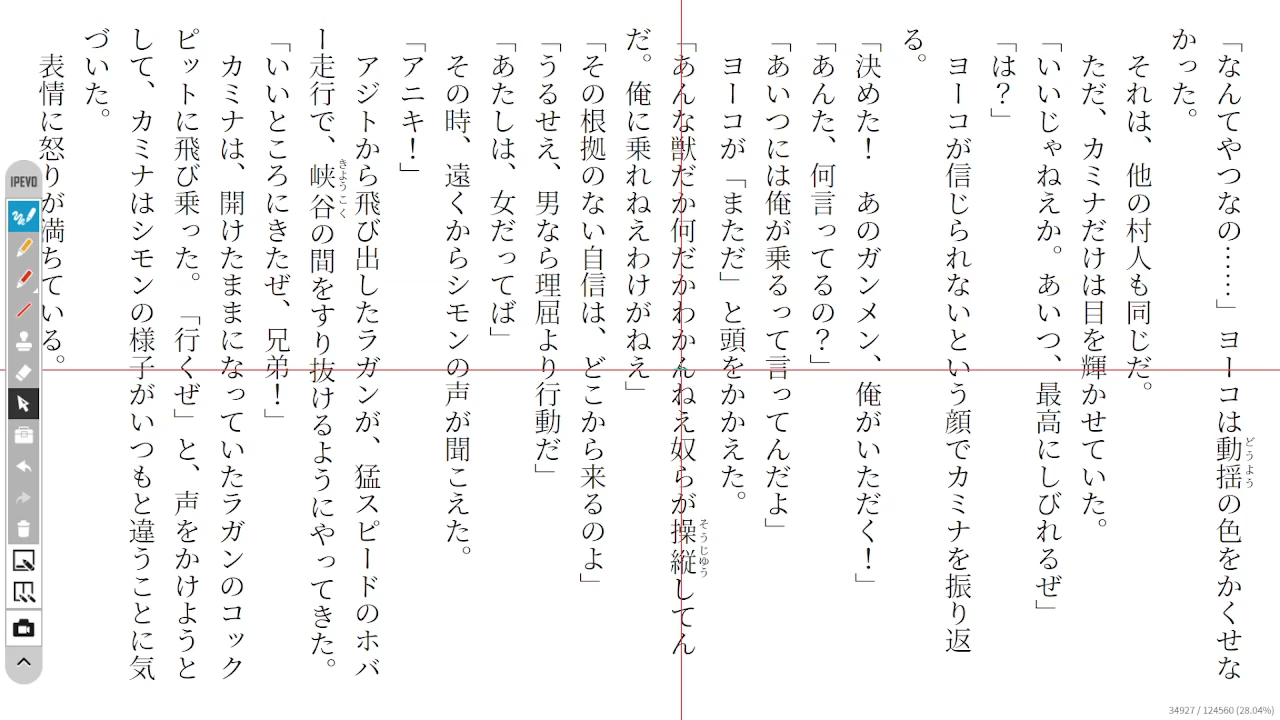 「なんてやつなの……」ヨーコは動揺の色をかくせな
かった。
それは、他の村人も同じだ。
ただ、カミナだけは目を輝かせていた。
「いいじゃねえか。あいつ、最高にしびれるぜ」
「は？」
ヨーコが信じられないという顔でカミナを振り返
る。
「決めた！　あのガンメン、俺がいただく！」
「あんた、何言ってるの？」
「あいつには俺が乗るって言ってんだよ」
ヨーコが「まただ」と頭をかかえた。
「あんな獣だか何だかわかんねえ奴らが操縦してん
だ。俺に乗れねえわけがねえ」
「その根拠のない自信は、どこから来るのよ」
「うるせえ、男なら理屈より行動だ」
「あたしは、女だってば」
その時、遠くからシモンの声が聞こえた。
「アニキ！」
アジトから飛び出したラガンが、猛スピードのホバ
ー走行で、峡谷の間をすり抜けるようにやってきた。
「いいところにきたぜ、兄弟！」
カミナは、開けたままになっていたラガンのコック
ピットに飛び乗った。「行くぜ」と、声をかけようと
して、カミナはシモンの様子がいつもと違うことに気
づいた。
表情に怒りが満ちている。
どうよう
そうじゆう
きようこく
IPEVO
34927 / 124560 (28.04%)